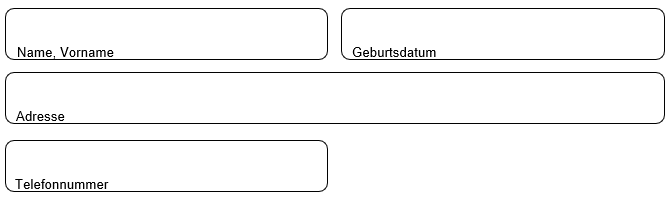 Name, Vorname
Geburtsdatum
Adresse
Telefonnummer